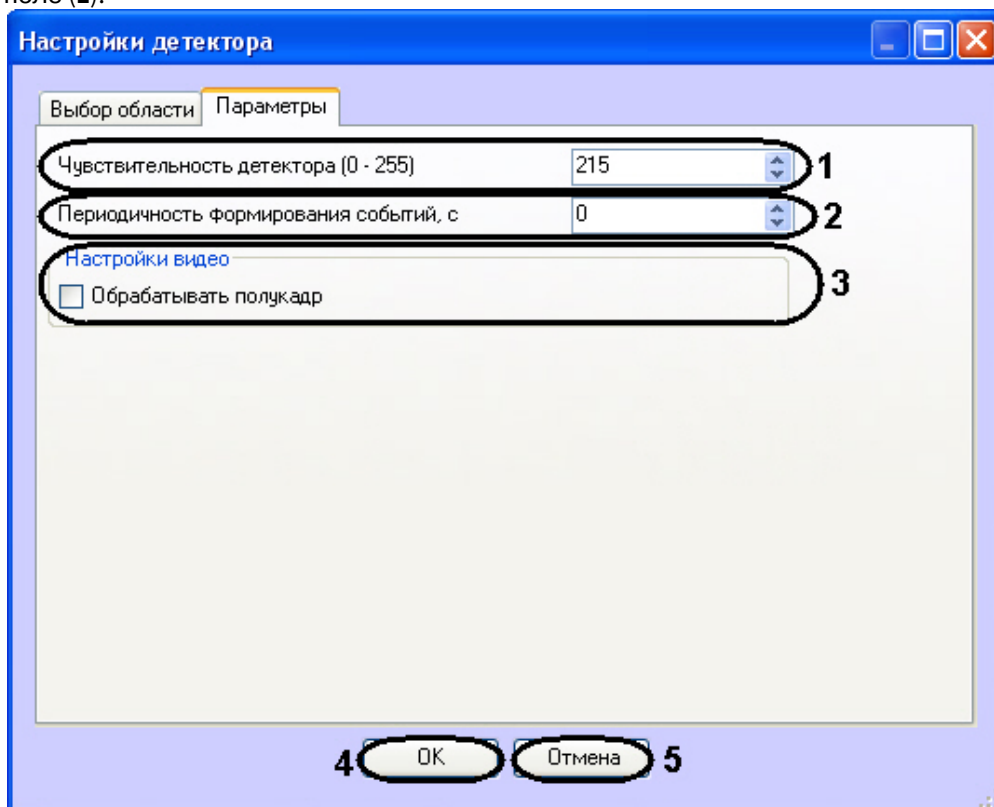 поле (2).
Настройки детектора
Выбор области Параметры
Чувствительность детектора (0 - 255) 215 1
Периодичность формирования событий, с 0 2
Настройки видео
Обрабатывать полукадр 3
4 OK Отмена 5